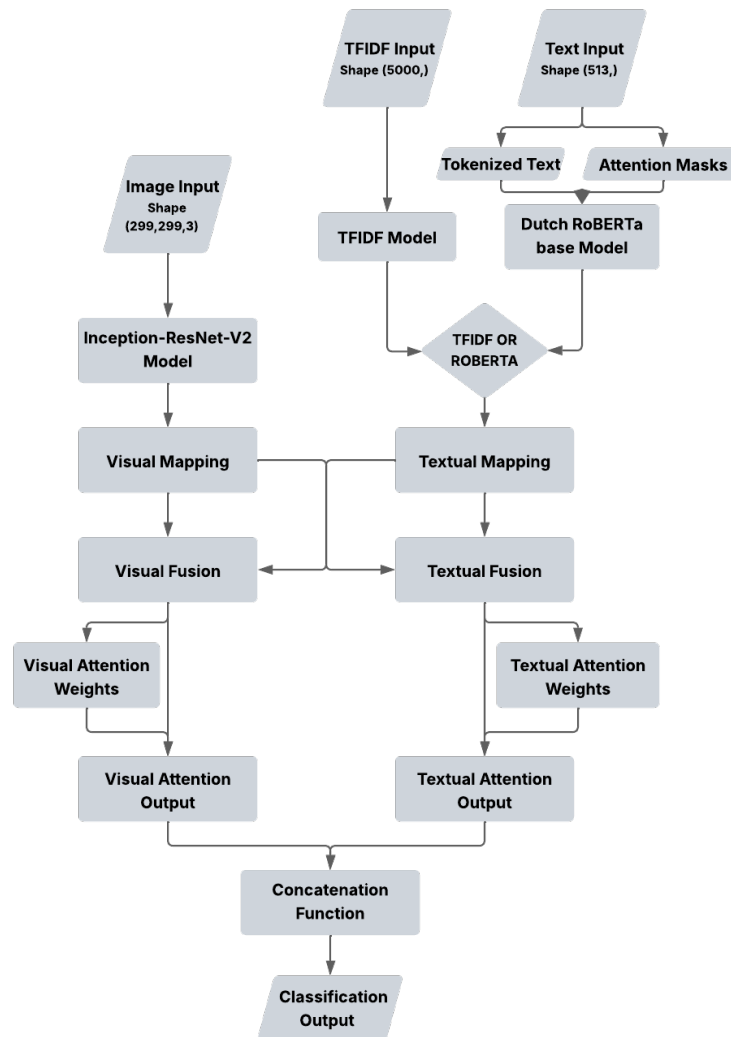 TFIDF Input
Shape (5000,)
Text Input
Shape (513,)
Tokenized Text
Attention Masks
Image Input
Shape
(299,299,3)
TFIDF Model
Dutch RoBERTa
base Model
Inception-ResNet-V2
Model
TFIDF OR
ROBERTA
Visual Mapping
Textual Mapping
Visual Fusion
Textual Fusion
Visual Attention
Weights
Textual Attention
Weights
Visual Attention
Output
Textual Attention
Output
Concatenation
Function
Classification
Output